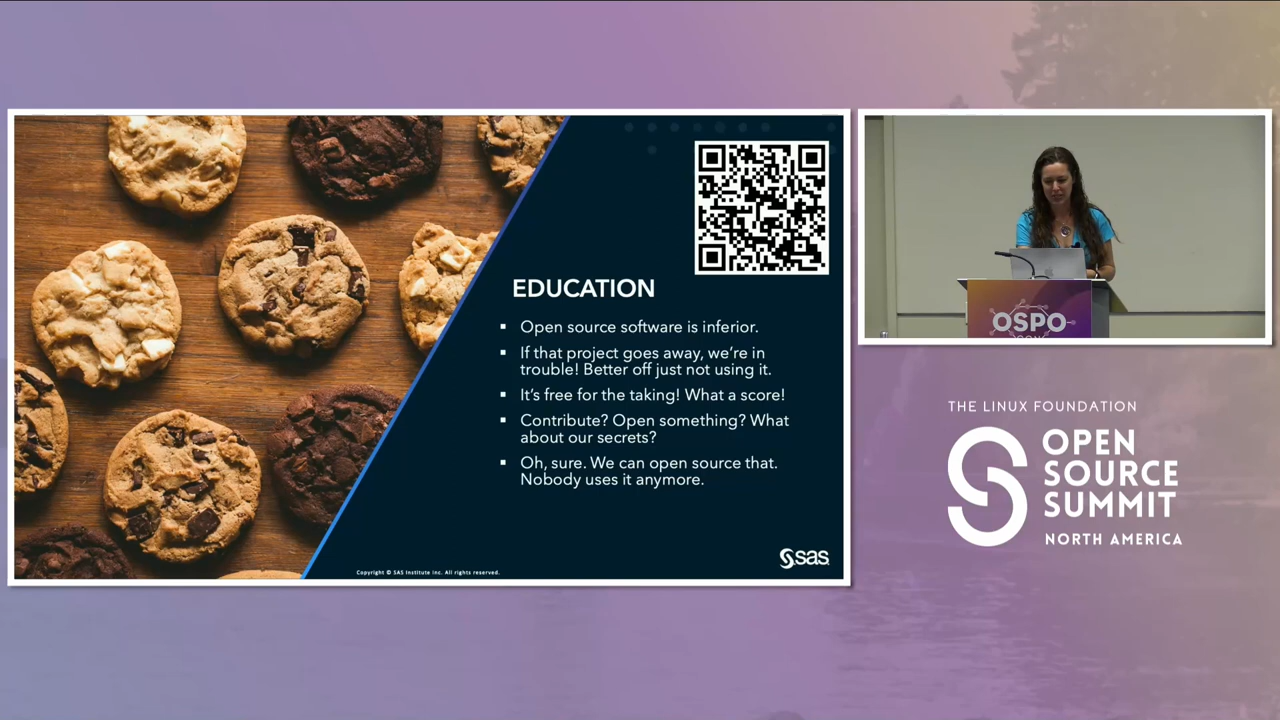 EDUCATION
▪ Open source software is inferior.
▪ If that project goes away, we’re in
trouble! Better off just not using it.
▪ It’s free for the taking! What a score!
▪ Contribute? Open something? What
about our secrets?
▪ Oh, sure. We can open source that.
Nobody uses it anymore.
Copyright © SAS Institute Inc. All rights reserved.
sas
OSPO
CON
THE LINUX FOUNDATION
OPEN
SOURCE
SUMMIT
NORTH AMERICA